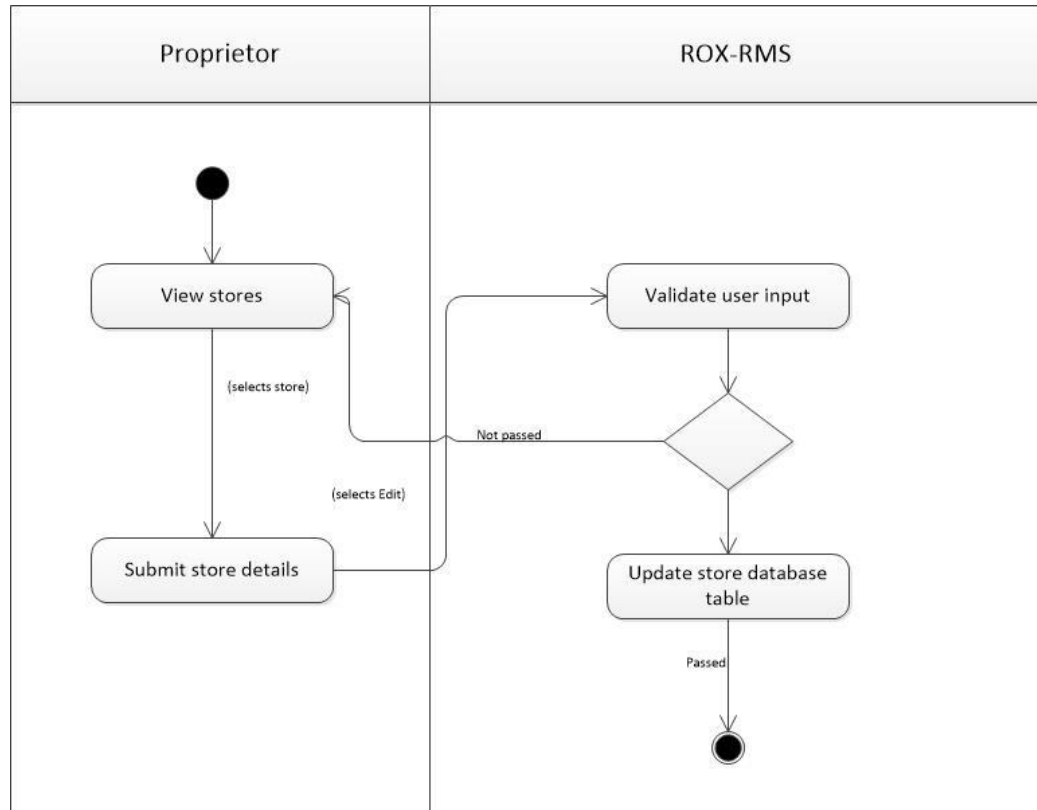 Proprietor
ROX-RMS
View stores
Validate user input
(selects store)
Not passed
(selects Edit)
Submit store details
Update store database
table
Passed